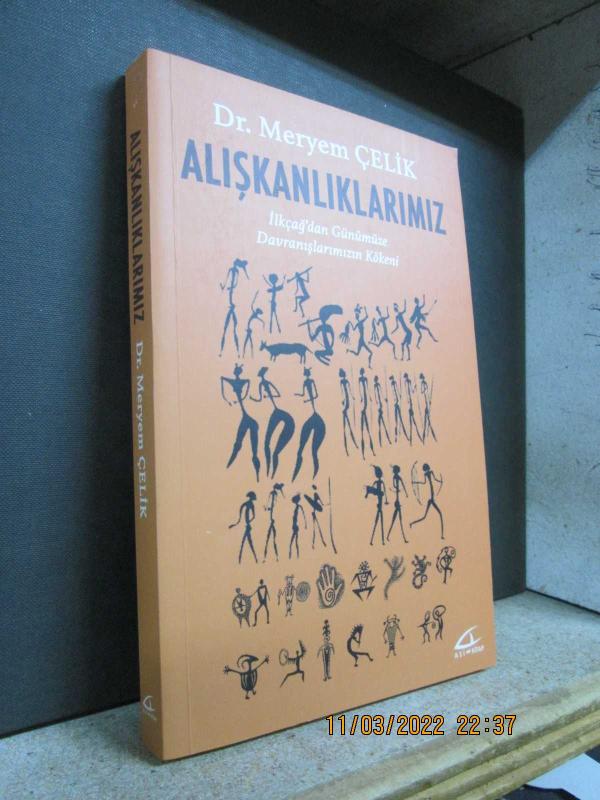 Dr. Meryem ÇELİK
ALIŞKANLIKLARIMIZ
İlkçağ'dan Günümüze
Davranışlarımızın Kökeni
ALIŞKANLIKLARIMIZ Dr. Meryem ÇELİK
11/03/2022 22:37